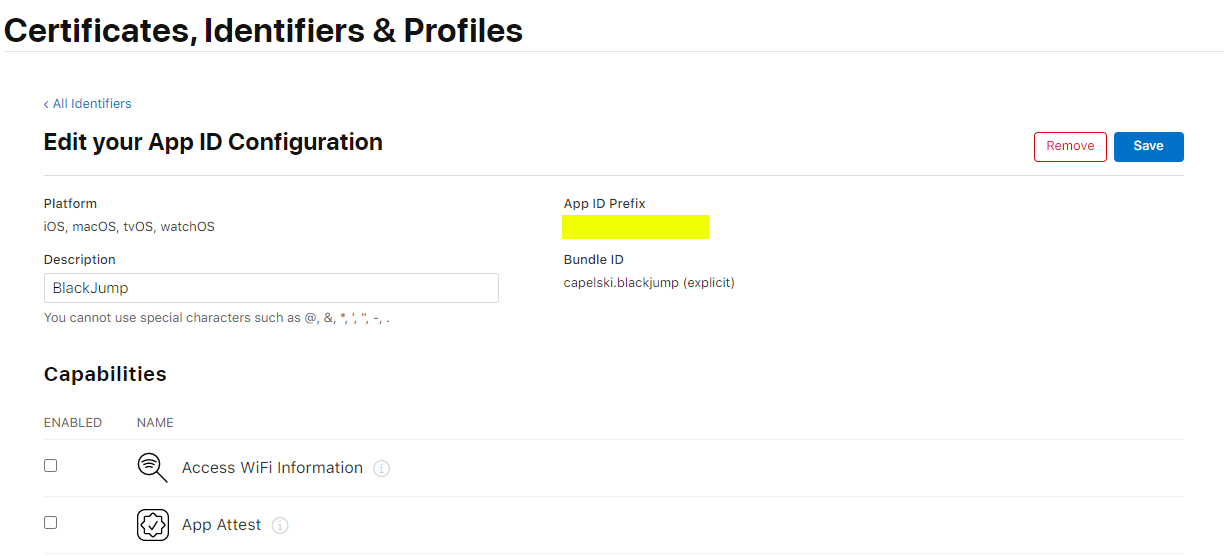 Certificates, Identifiers & Profiles
‹ All Identifiers
Edit your App ID Configuration
Remove
Save
Platform
iOS, macOS, tvOS, watchOS
App ID Prefix
Description
BlackJump
You cannot use special characters such as @, &, *, ', ", -, .
Bundle ID
capelski.blackjump (explicit)
Capabilities
ENABLED NAME
Access WiFi Information
App Attest